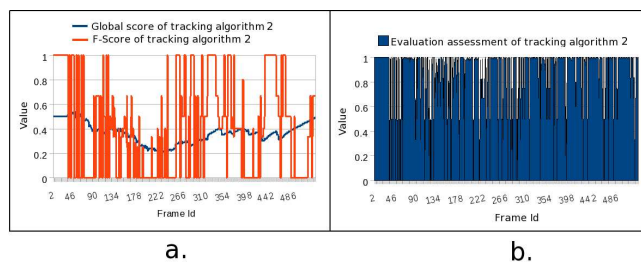 Global score of tracking algorithm 2
F-Score of tracking algorithm 2
Value
1
0.8
0.6
0.4
0.2
0
2 46 90 134 178 222 266 310 354 398 442 486
Frame Id
a.
Evaluation assessment of tracking algorithm 2
Value
1
0.8
0.6
0.4
0.2
0
2 46 90 134 178 222 266 310 354 398 442 486
Frame Id
b.